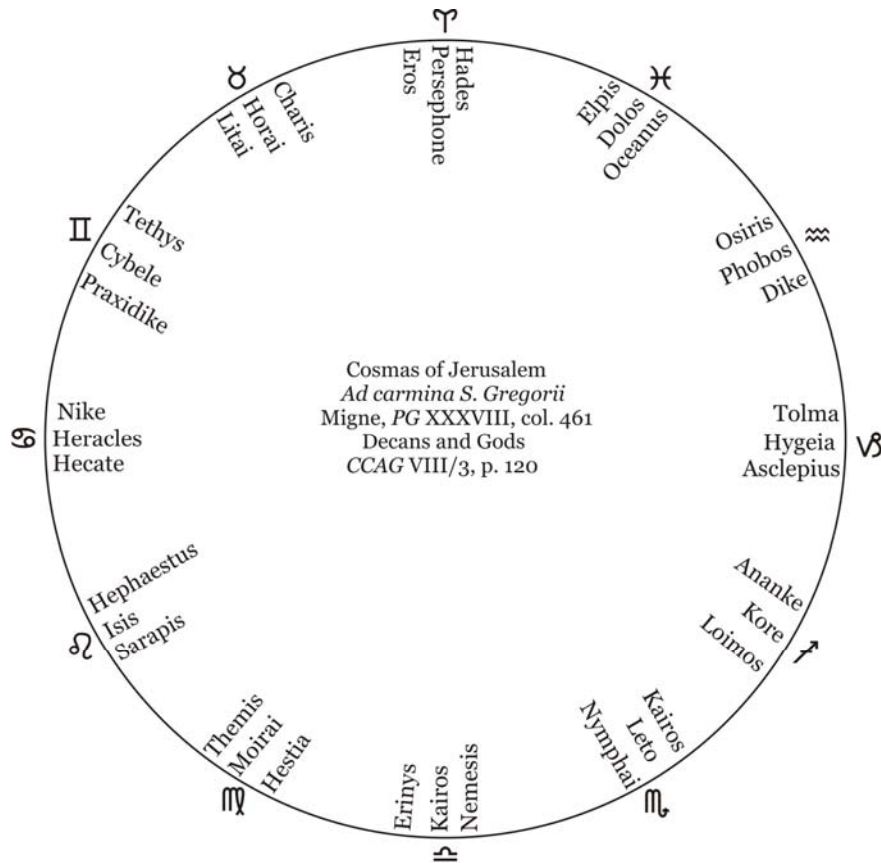 ♈
Hades
Persephone
Eros
♉
Charis
Horai
Litai
♊
Tethys
Cybele
Praxidike
♋
Nike
Heracles
Hecate
♌
Hephaestus
Isis
Sarapis
♍
Themis
Moirai
Hestia
♎
Erinys
Kairos
Nemesis
♏
Nymphai
Leto
Kairos
♐
Loimos
Kore
Ananke
♑
Tolma
Hygeia
Asclepius
♒
Osiris
Phobos
Dike
♓
Elpis
Dolos
Oceanus
Cosmas of Jerusalem
Ad carmina S. Gregorii
Migne, PG XXXVIII, col. 461
Decans and Gods
CCAG VIII/3, p. 120